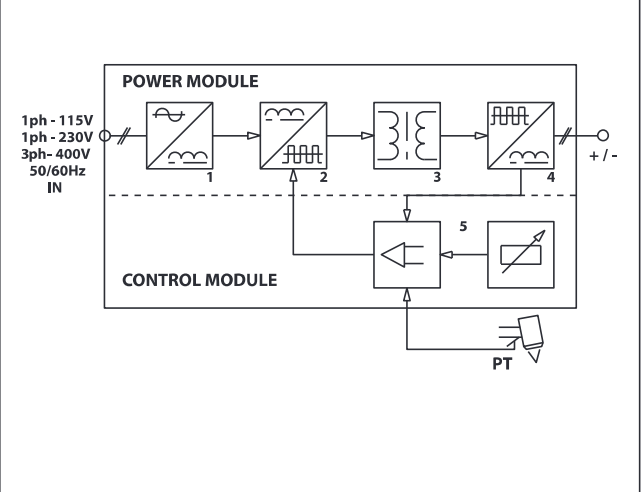 POWER MODULE
1ph - 115V
1ph - 230V
3ph- 400V
50/60Hz
IN
1
2
3
4
+ / -
5
CONTROL MODULE
PT